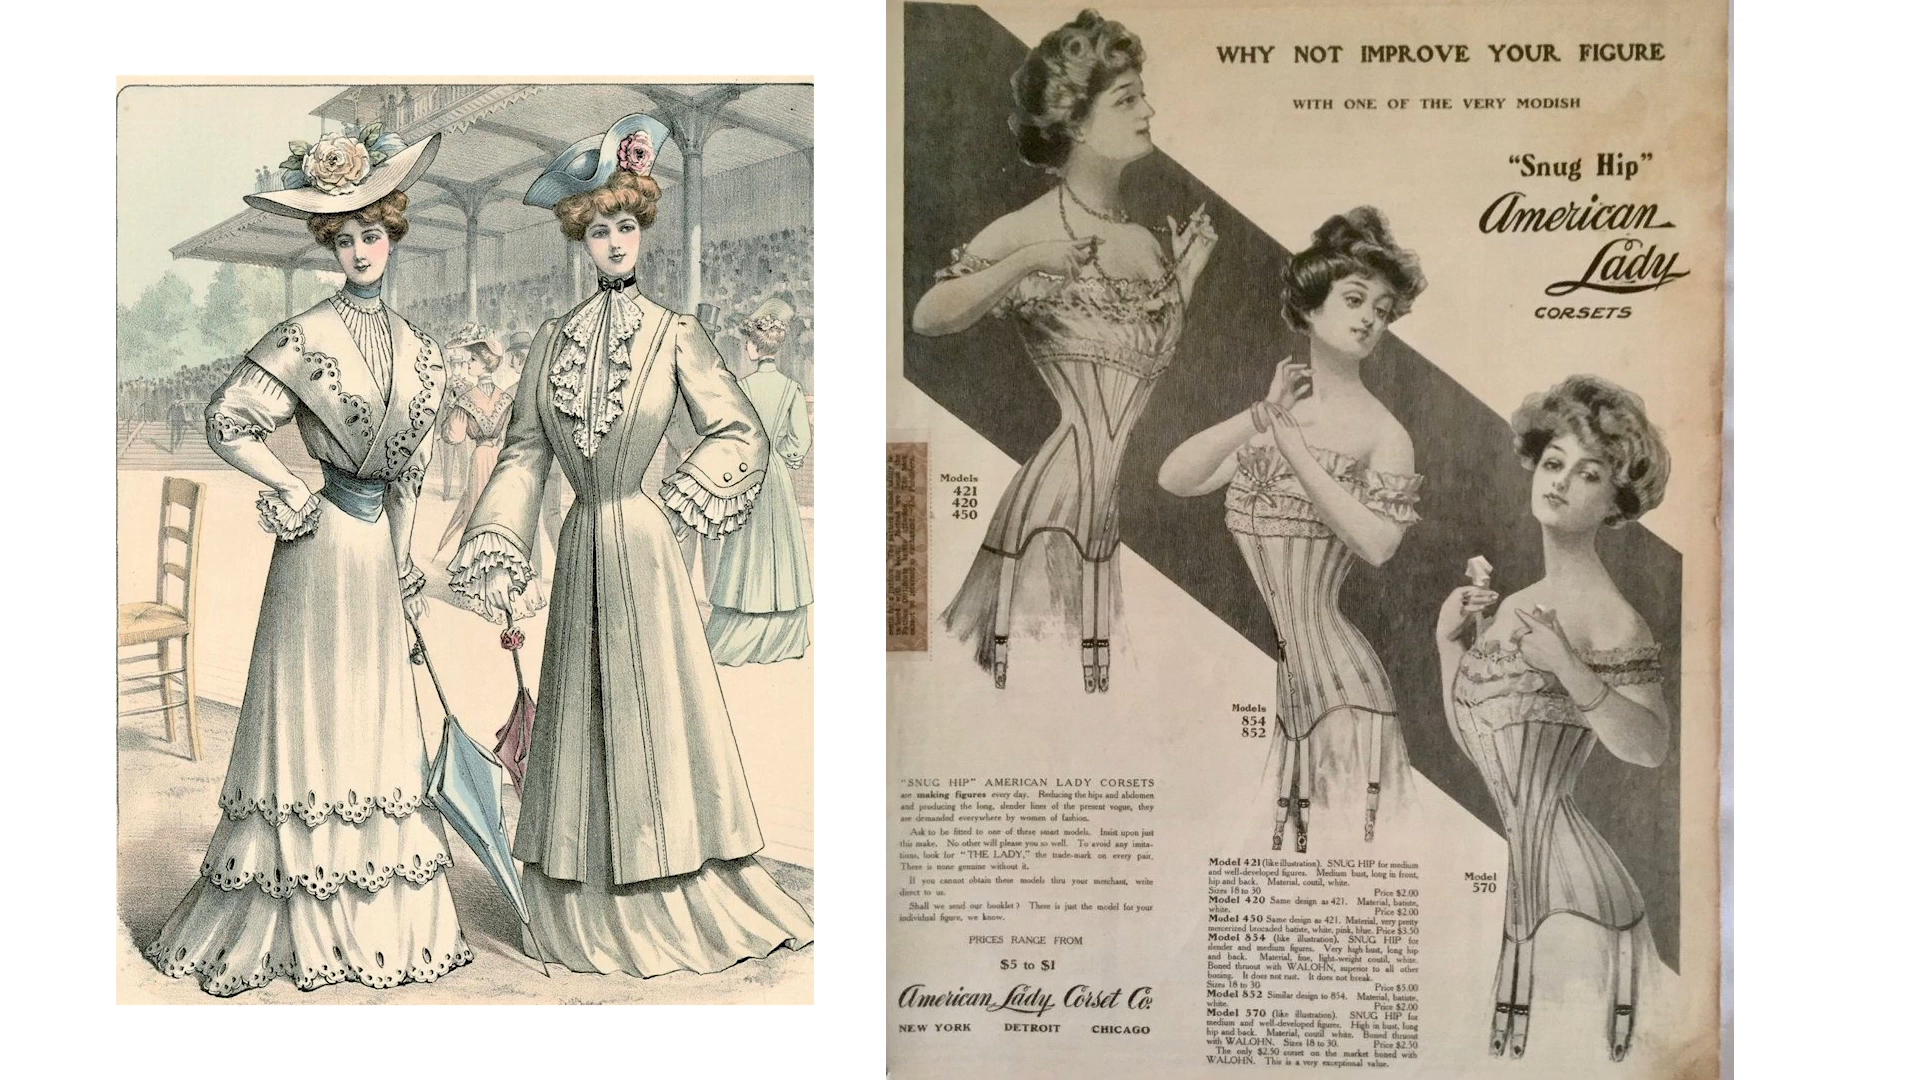 WHY NOT IMPROVE YOUR FIGURE
WITH ONE OF THE VERY MODISH
"Snug Hip"
American
Lady
CORSETS
Models
421
420
450
Models
854
852
Model
570
"SNUG HIP" AMERICAN LADY CORSETS
are making figures every day. Reducing the hips and abdomen
and producing the long, slender lines of the present vogue, they
are demanded everywhere by women of fashion.
Ask to be fitted to one of these smart models. Insist upon just
this make. No other will please you so well. To avoid any imita-
tions, look for "THE LADY," the trade-mark on every pair.
There is none genuine without it.
If you cannot obtain these models thru your merchant, write
direct to us.
Shall we send our booklet? There is just the model for your
individual figure, we know.
PRICES RANGE FROM
$5 to $1
American Lady Corset Co.
NEW YORK DETROIT CHICAGO
Model 421 (like illustration). SNUG HIP for medium
and well-developed figures. Medium bust, long in front,
hip and back. Material, coutil, white.
Sizes 18 to 30 Price $2.00
Model 420 Same design as 421. Material, batiste,
white. Price $2.00
Model 450 Same design as 421. Material, very pretty
mercerized brocaded batiste, white, pink, blue. Price $3.50
Model 854 (like illustration). SNUG HIP for
slender and medium figures. Very high bust, long hip
and back. Material, fine, light-weight coutil, white.
Boned thruout with WALOHN, superior to all other
boning. It does not rust. It does not break.
Sizes 18 to 30 Price $5.00
Model 852 Similar design to 854. Material, batiste,
white. Price $2.00
Model 570 (like illustration). SNUG HIP for
medium and well-developed figures. High in bust, long
hip and back. Material, coutil white. Boned thruout
with WALOHN. Sizes 18 to 30. Price $2.50
The only $2.50 corset on the market boned with
WALOHN. This is a very exceptional value.